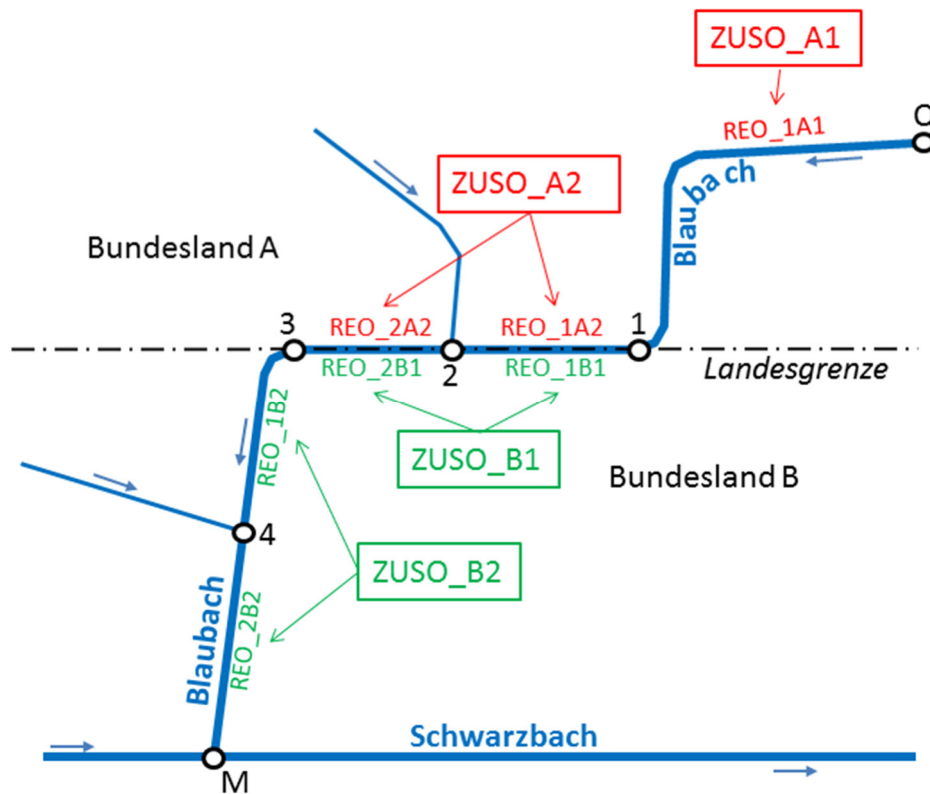 ZUSO_A1
O
REO_1A1
Blaubach
ZUSO_A2
Bundesland A
3
REO_2A2
REO_1A2
1
REO_2B1
2
REO_1B1
Landesgrenze
REO_1B2
ZUSO_B1
Bundesland B
4
ZUSO_B2
REO_2B2
Blaubach
Schwarzbach
M